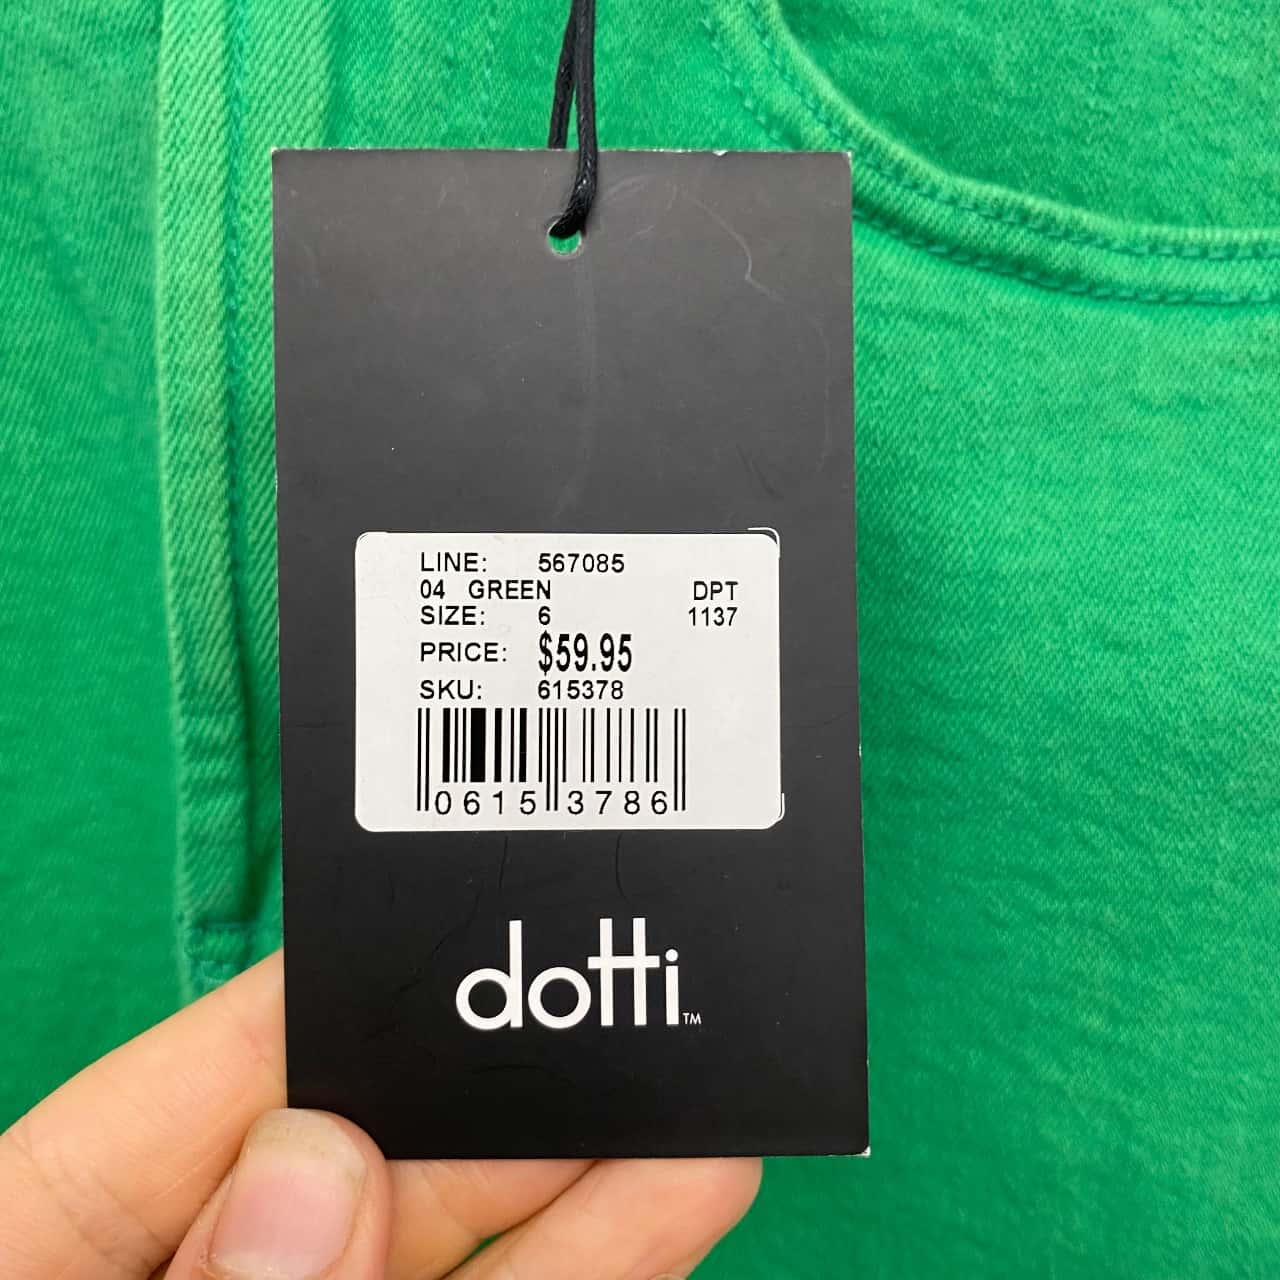 LINE: 567085
04 GREEN DPT
SIZE: 6 1137
PRICE: $59.95
SKU: 615378
0615 3786
dotti™